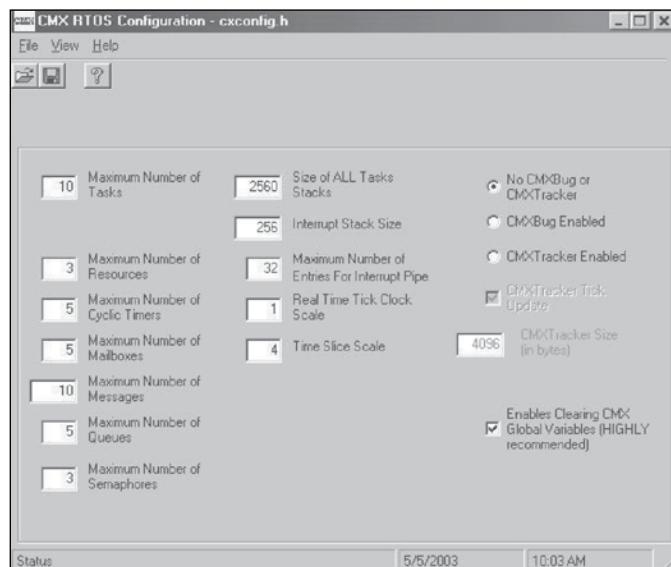 CMX CMX RTOS Configuration - cxconfig.h
File View Help
?
10 Maximum Number of
Tasks
3 Maximum Number of
Resources
5 Maximum Number of
Cyclic Timers
5 Maximum Number of
Mailboxes
10 Maximum Number of
Messages
5 Maximum Number of
Queues
3 Maximum Number of
Semaphores
2560 Size of ALL Tasks
Stacks
256 Interrupt Stack Size
32 Maximum Number of
Entries For Interrupt Pipe
1 Real Time Tick Clock
Scale
4 Time Slice Scale
No CMXBug or
CMXTracker
CMXBug Enabled
CMXTracker Enabled
CMXTracker Tick
Update
4096 CMXTracker Size
(in bytes)
Enables Clearing CMX
Global Variables (HIGHLY
recommended)
Status 5/5/2003 10:03 AM